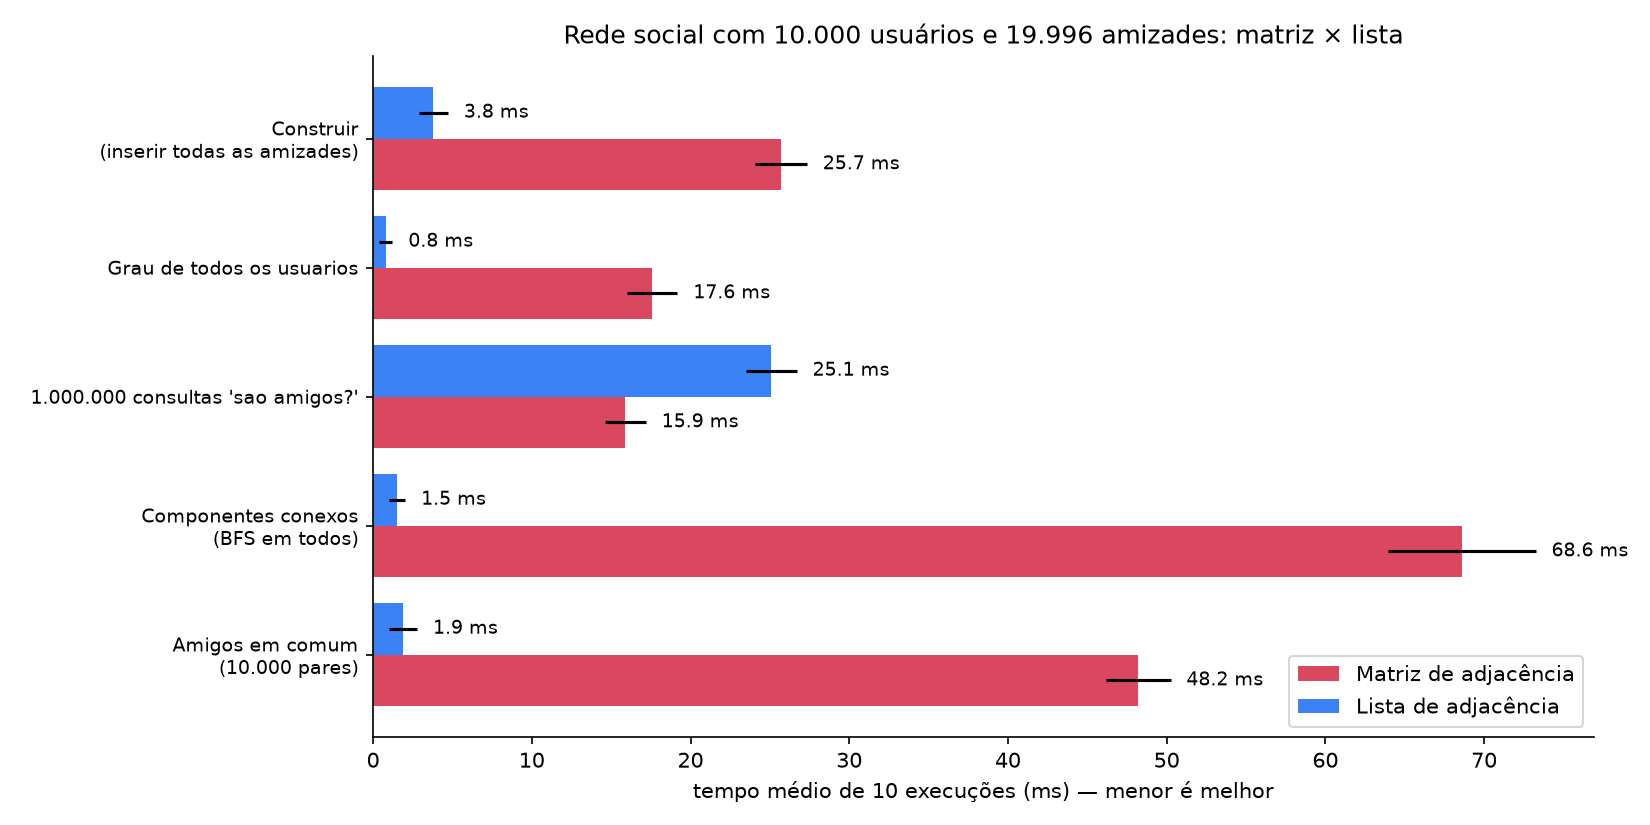 Rede social com 10.000 usuários e 19.996 amizades: matriz × lista
Construir
(inserir todas as amizades)
3.8 ms
25.7 ms
Grau de todos os usuarios
0.8 ms
17.6 ms
1.000.000 consultas 'sao amigos?'
25.1 ms
15.9 ms
Componentes conexos
(BFS em todos)
1.5 ms
68.6 ms
Amigos em comum
(10.000 pares)
1.9 ms
48.2 ms
Matriz de adjacência
Lista de adjacência
0 10 20 30 40 50 60 70
tempo médio de 10 execuções (ms) — menor é melhor